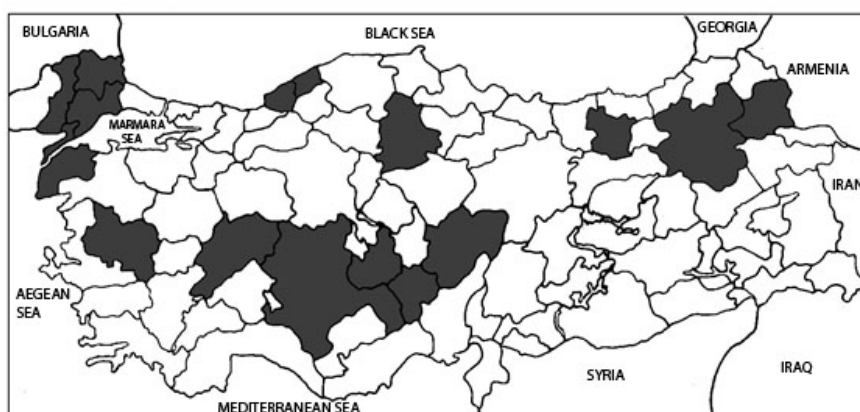 BULGARIA
BLACK SEA
GEORGIA
ARMENIA
MARMARA
SEA
IRAN
AEGEAN
SEA
SYRIA
IRAQ
MEDITERRANEAN SEA